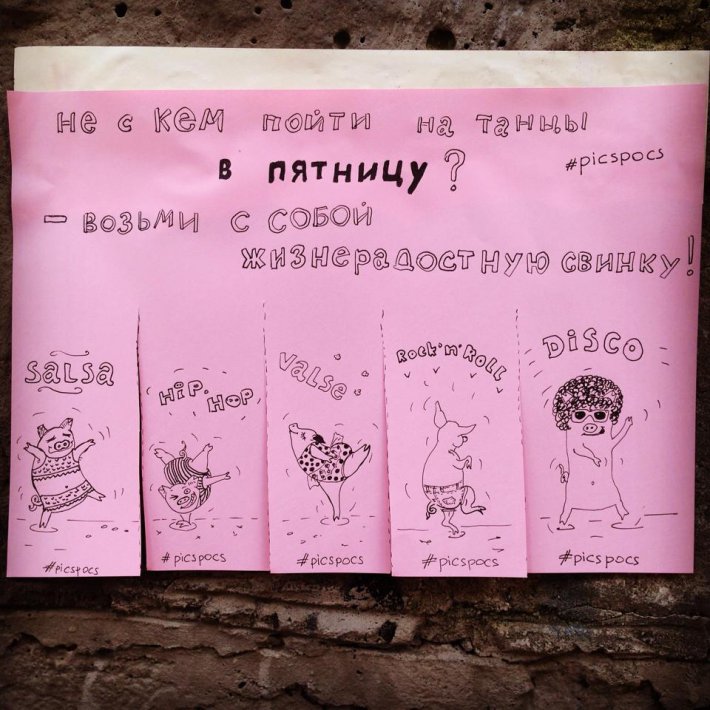 не с кем пойти на танцы
в пятницу?
#picspocs
- возьми с собой
жизнерадостную свинку!
Salsa
Hip Hop
Valse
Rock'n'Roll
Disco
#picspocs
#picspocs
#picspocs
#picspocs
#picspocs